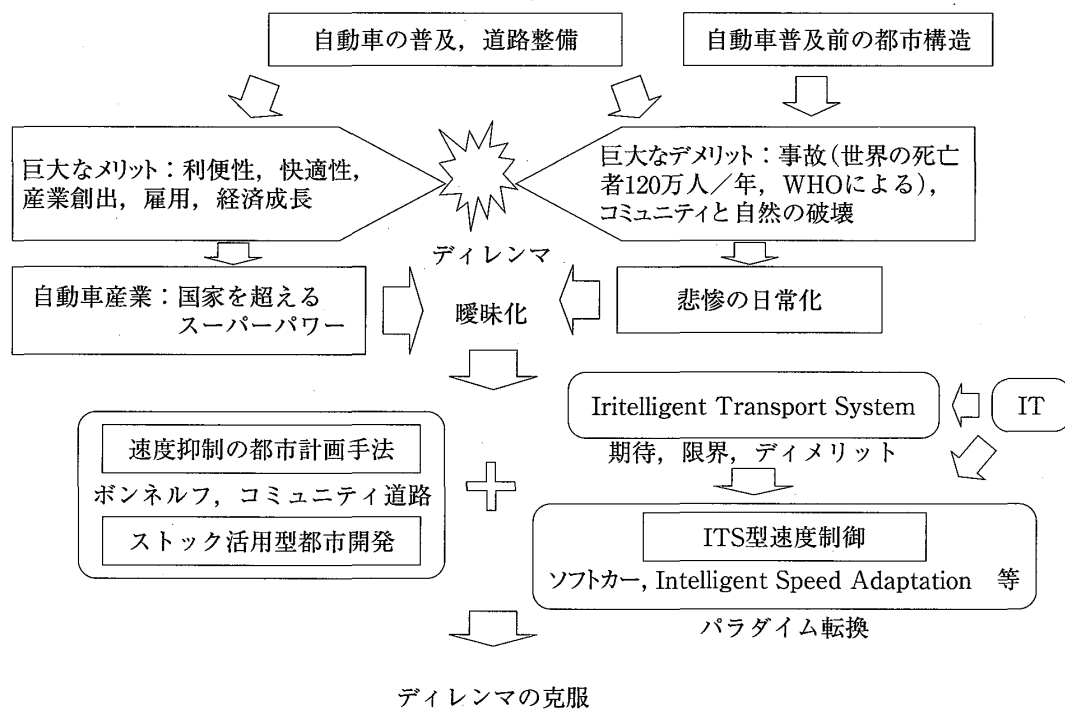 自動車の普及，道路整備
自動車普及前の都市構造
巨大なメリット：利便性，快適性，
産業創出，雇用，経済成長
巨大なデメリット：事故（世界の死亡
者120万人／年，WHOによる），
コミュニティと自然の破壊
ディレンマ
自動車産業：国家を超える
スーパーパワー
曖昧化
悲惨の日常化
Iritelligent Transport System
IT
期待，限界，ディメリット
速度抑制の都市計画手法
ボンネルフ，コミュニティ道路
ストック活用型都市開発
ITS型速度制御
ソフトカー，Intelligent Speed Adaptation　等
パラダイム転換
ディレンマの克服